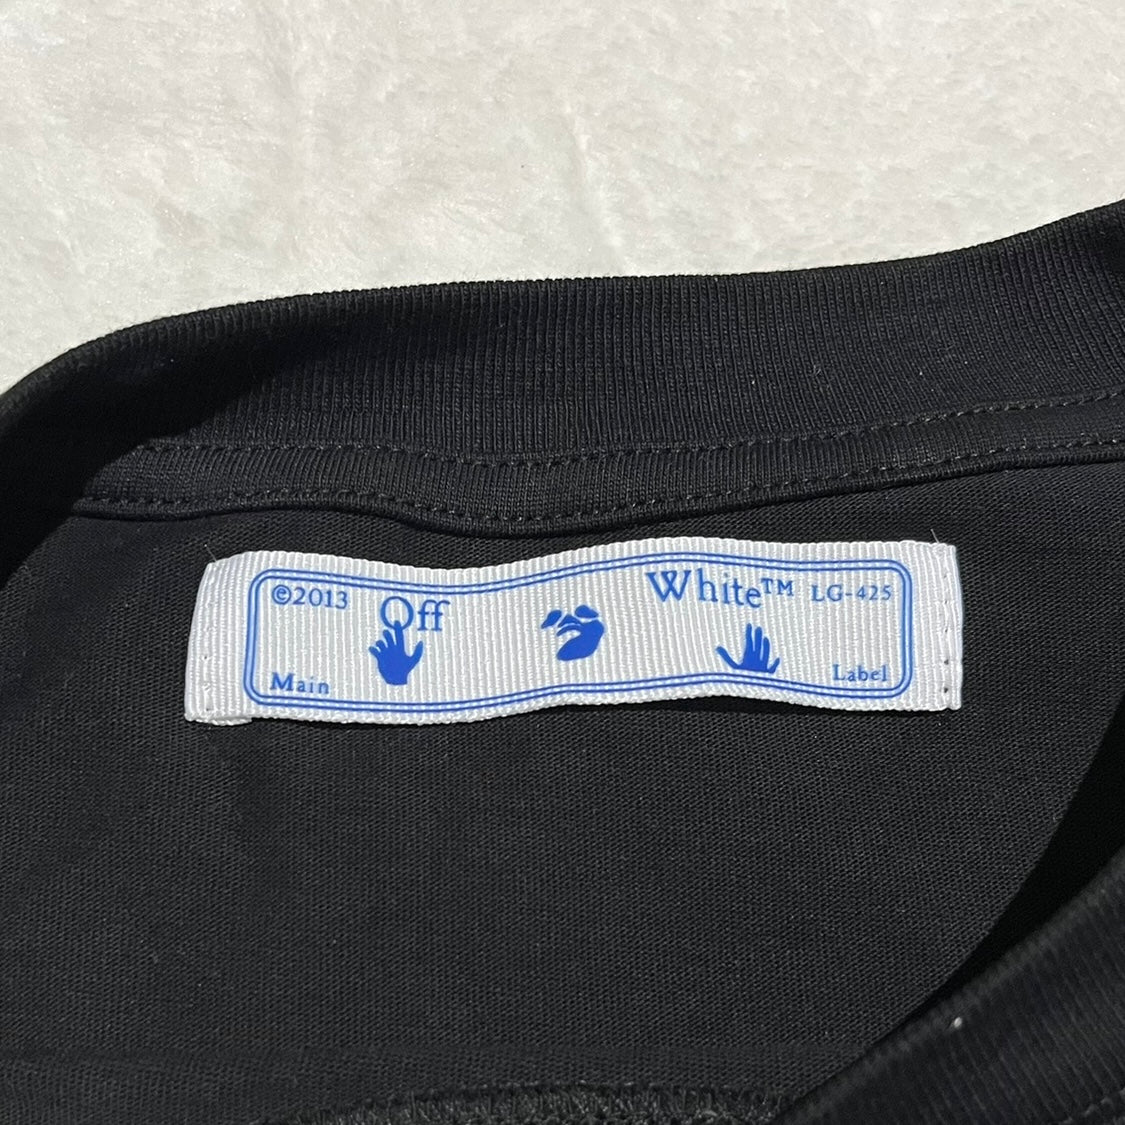 ©2013 Off White™ LG-425
Main Label